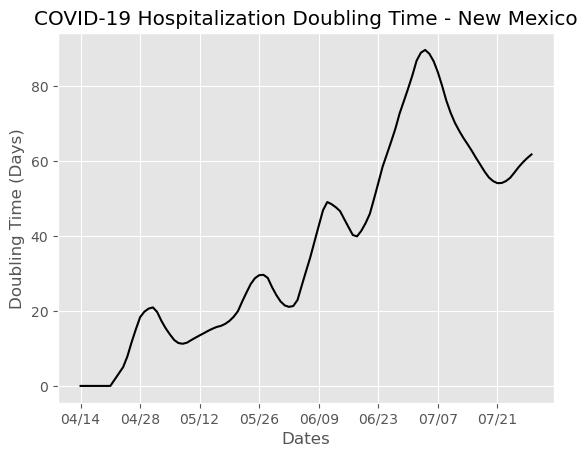 COVID-19 Hospitalization Doubling Time - New Mexico
Doubling Time (Days)
80
60
40
20
0
04/14 04/28 05/12 05/26 06/09 06/23 07/07 07/21
Dates